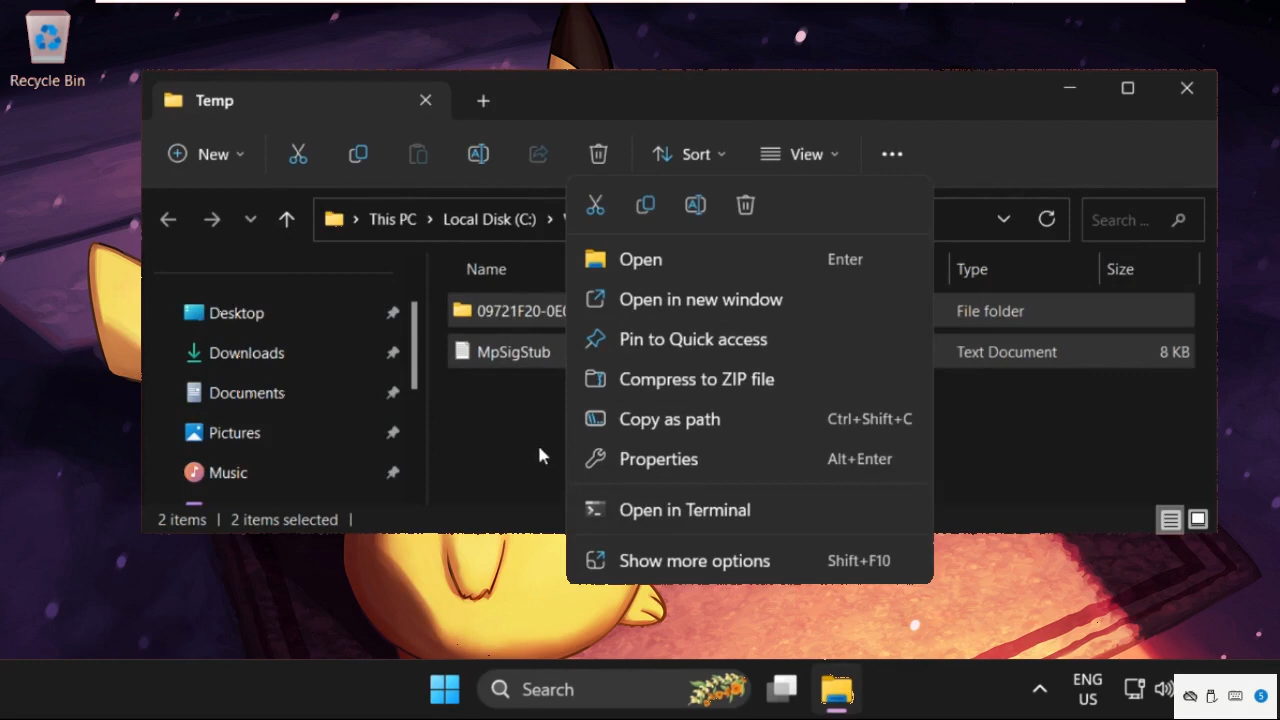 Recycle Bin
Temp
New
Sort
View
This PC
Local Disk (C:)
Search ...
Name
Type
Size
Desktop
Downloads
Documents
Pictures
Music
09721F20-0E
File folder
MpSigStub
Text Document
8 KB
Open
Enter
Open in new window
Pin to Quick access
Compress to ZIP file
Copy as path
Ctrl+Shift+C
Properties
Alt+Enter
Open in Terminal
Show more options
Shift+F10
2 items
2 items selected
Search
ENG
US
5